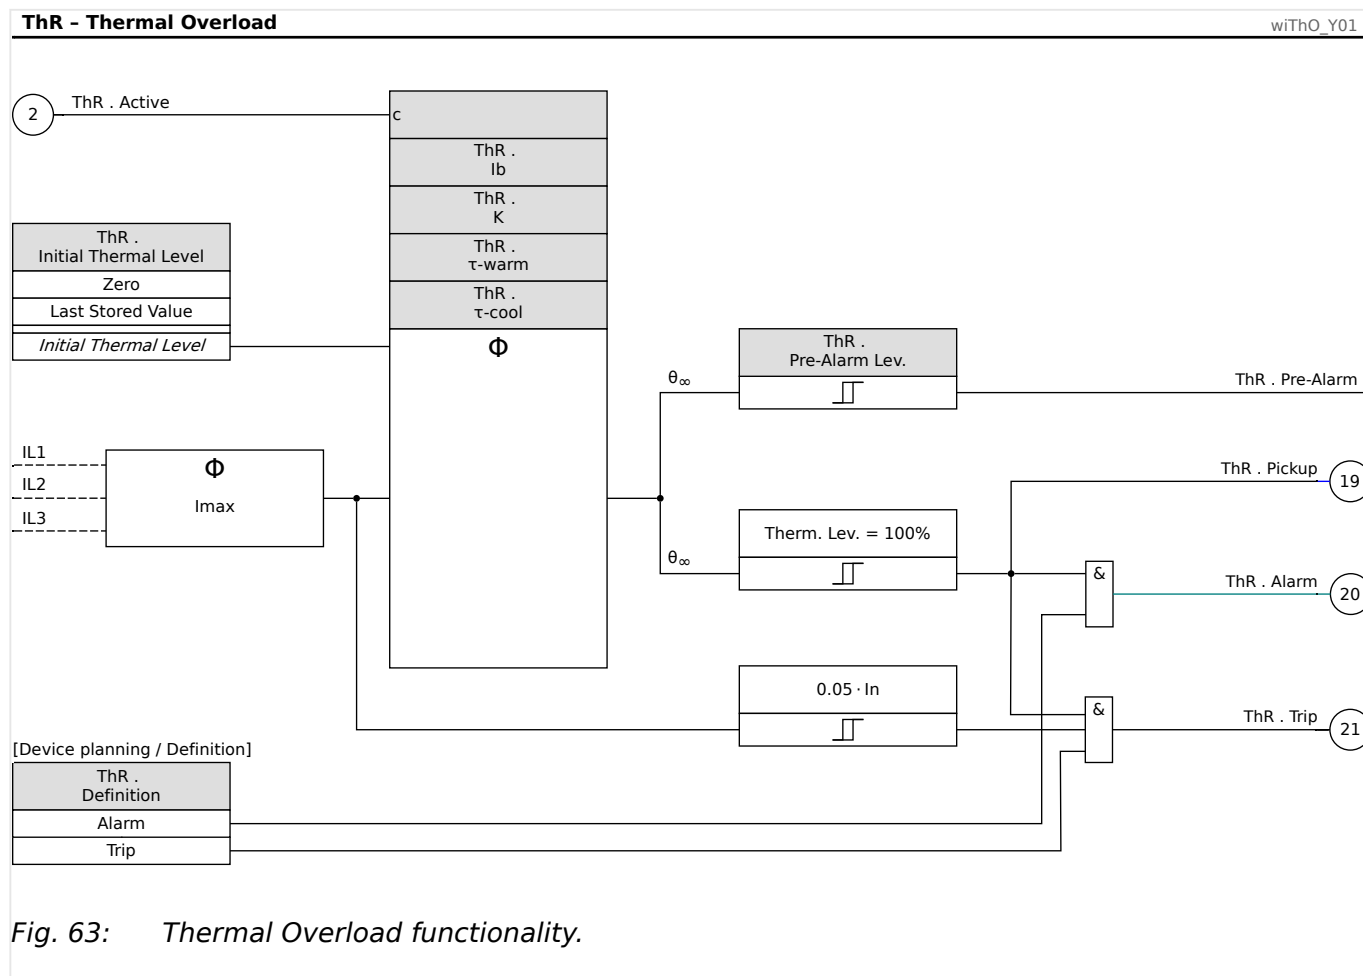 ThR – Thermal Overload
wiThO_Y01
2
ThR . Active
c
ThR .
Ib
ThR .
K
ThR .
τ-warm
ThR .
τ-cool
Φ
ThR .
Initial Thermal Level
Zero
Last Stored Value
Initial Thermal Level
ThR .
Pre-Alarm Lev.
θ∞
ThR . Pre-Alarm
IL1
IL2
IL3
Φ
Imax
ThR . Pickup
19
Therm. Lev. = 100%
θ∞
&
ThR . Alarm
20
0.05 · In
&
ThR . Trip
21
[Device planning / Definition]
ThR .
Definition
Alarm
Trip
Fig. 63: Thermal Overload functionality.